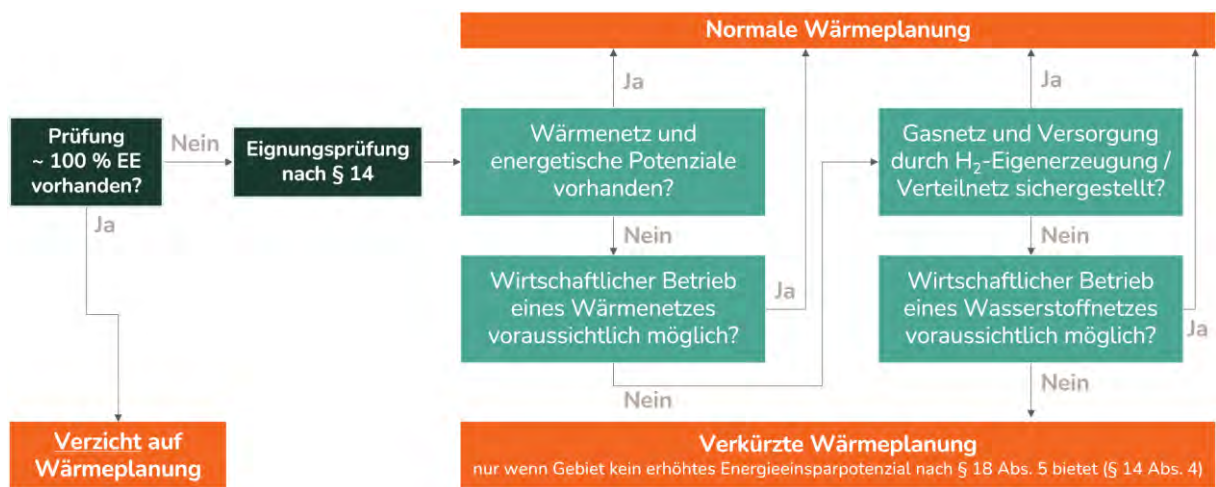 Normale Wärmeplanung
Ja
Ja
Prüfung
~ 100 % EE
vorhanden?
Nein
Eignungsprüfung
nach § 14
Wärmenetz und
energetische Potenziale
vorhanden?
Gasnetz und Versorgung
durch H₂-Eigenerzeugung /
Verteilnetz sichergestellt?
Ja
Nein
Nein
Wirtschaftlicher Betrieb
eines Wärmenetzes
voraussichtlich möglich?
Ja
Wirtschaftlicher Betrieb
eines Wasserstoffnetzes
voraussichtlich möglich?
Ja
Nein
Nein
Verzicht auf
Wärmeplanung
Verkürzte Wärmeplanung
nur wenn Gebiet kein erhöhtes Energieeinsparpotenzial nach § 18 Abs. 5 bietet (§ 14 Abs. 4)